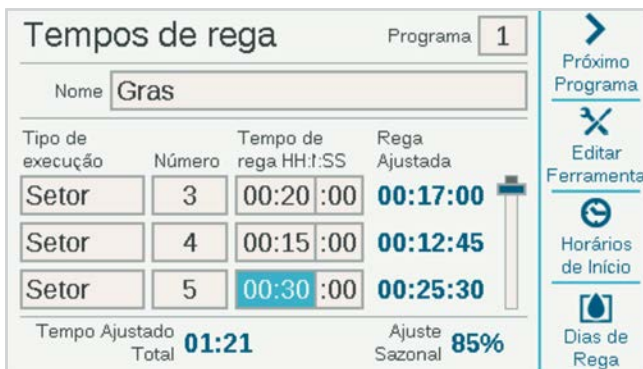 Tempos de rega Programa 1
Nome Gras
Tipo de execução Número Tempo de rega HH:M:SS Rega Ajustada
Setor 3 00:20 :00 00:17:00
Setor 4 00:15 :00 00:12:45
Setor 5 00:30 :00 00:25:30
Tempo Ajustado Total 01:21 Ajuste Sazonal 85%
Próximo
Programa
Editar
Ferramenta
Horários
de Início
Dias de
Rega